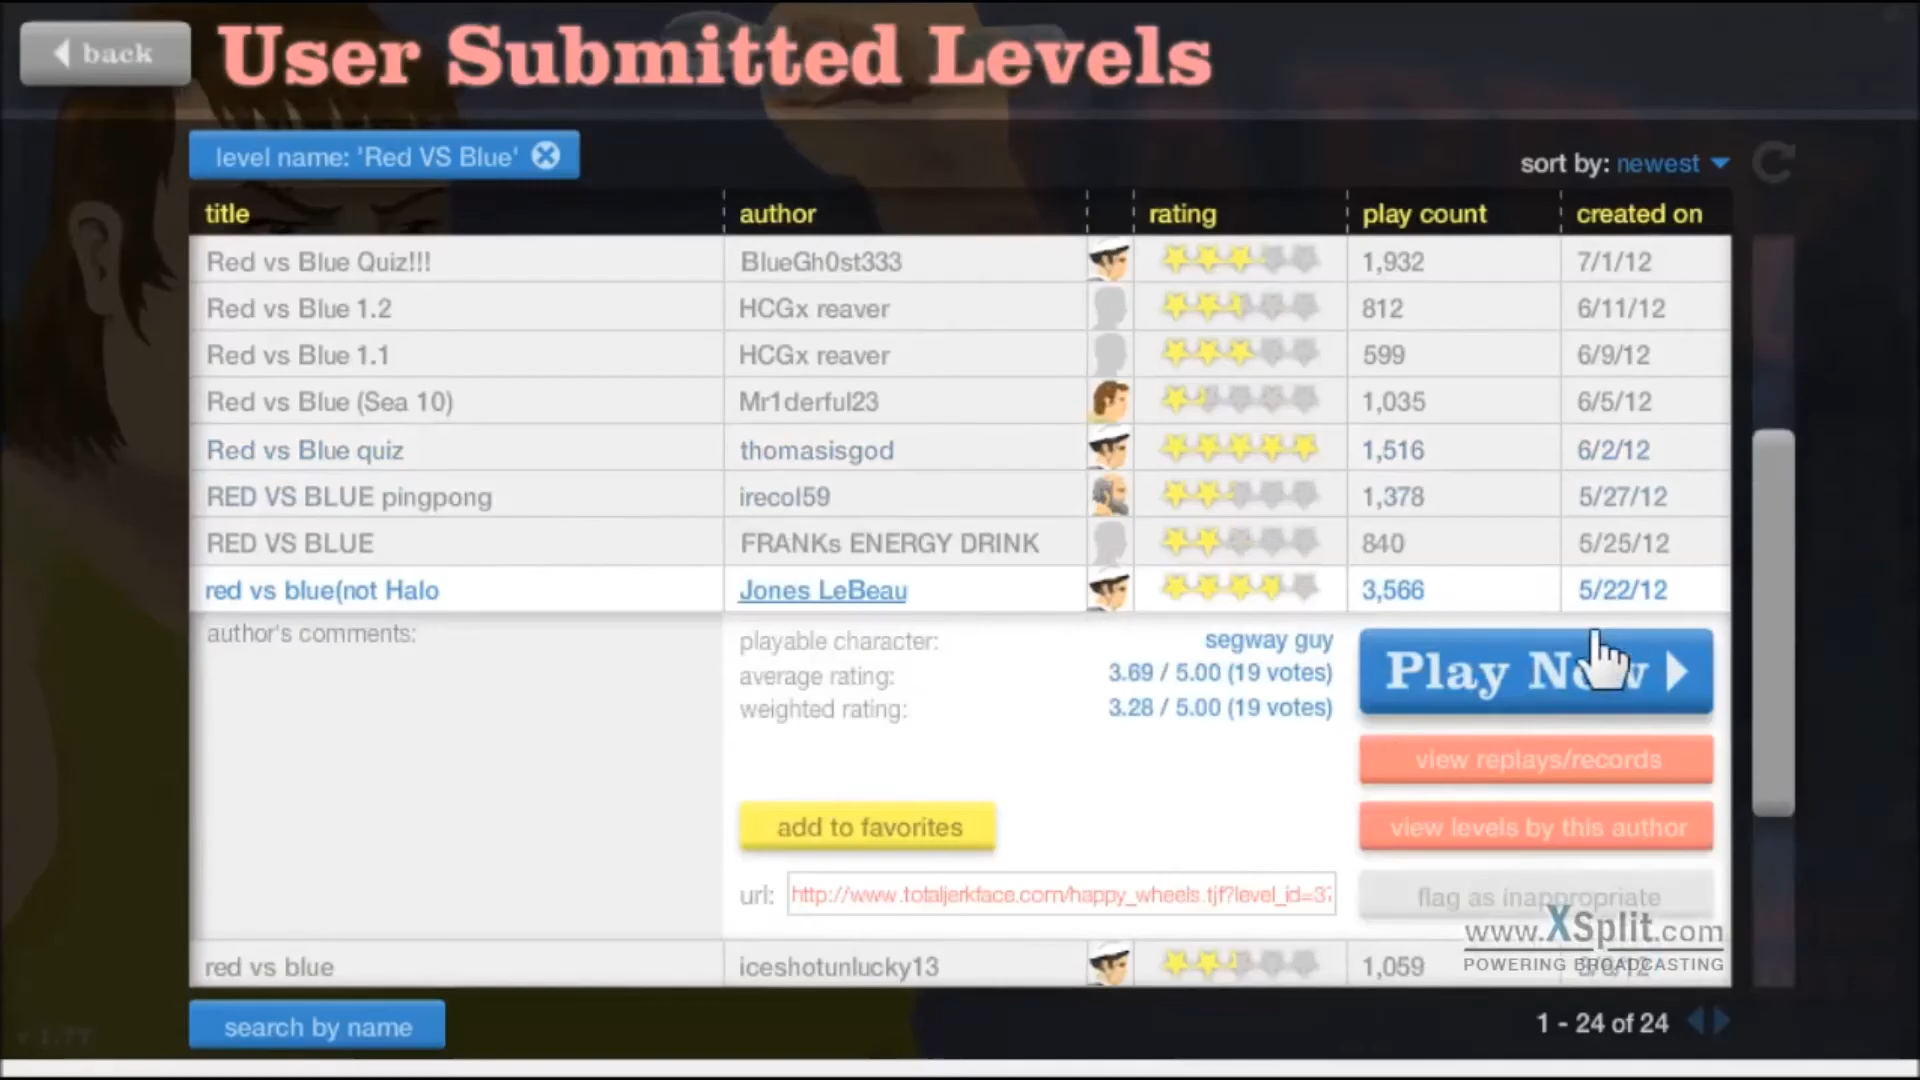 back
User Submitted Levels
level name: 'Red VS Blue'
sort by: newest
title author rating play count created on
Red vs Blue Quiz!!! BlueGh0st333 1,932 7/1/12
Red vs Blue 1.2 HCGx reaver 812 6/11/12
Red vs Blue 1.1 HCGx reaver 599 6/9/12
Red vs Blue (Sea 10) Mr1derful23 1,035 6/5/12
Red vs Blue quiz thomasisgod 1,516 6/2/12
RED VS BLUE pingpong irecol59 1,378 5/27/12
RED VS BLUE FRANKs ENERGY DRINK 840 5/25/12
red vs blue(not Halo Jones LeBeau 3,566 5/22/12
author's comments:
playable character: segway guy
average rating: 3.69 / 5.00 (19 votes)
weighted rating: 3.28 / 5.00 (19 votes)
Play Now
view replays/records
add to favorites
view levels by this author
url: http://www.totaljerkface.com/happy_wheels.tjf?level_id=37
flag as inappropriate
www.XSplit.com
POWERING BROADCASTING
red vs blue iceshotunlucky13 1,059
search by name
1 - 24 of 24
v 1.77